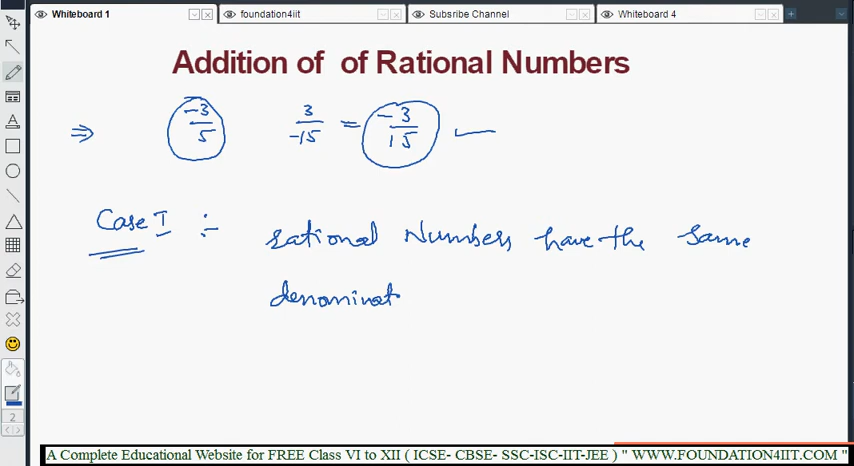 Whiteboard 1 foundation4iit Subsribe Channel Whiteboard 4
Addition of of Rational Numbers
⇒ -3/5 3/-15 = -3/15
Case I :- rational Numbers have the same
denominat
2
A Complete Educational Website for FREE Class VI to XII ( ICSE- CBSE- SSC-ISC-IIT-JEE ) " WWW.FOUNDATION4IIT.COM "